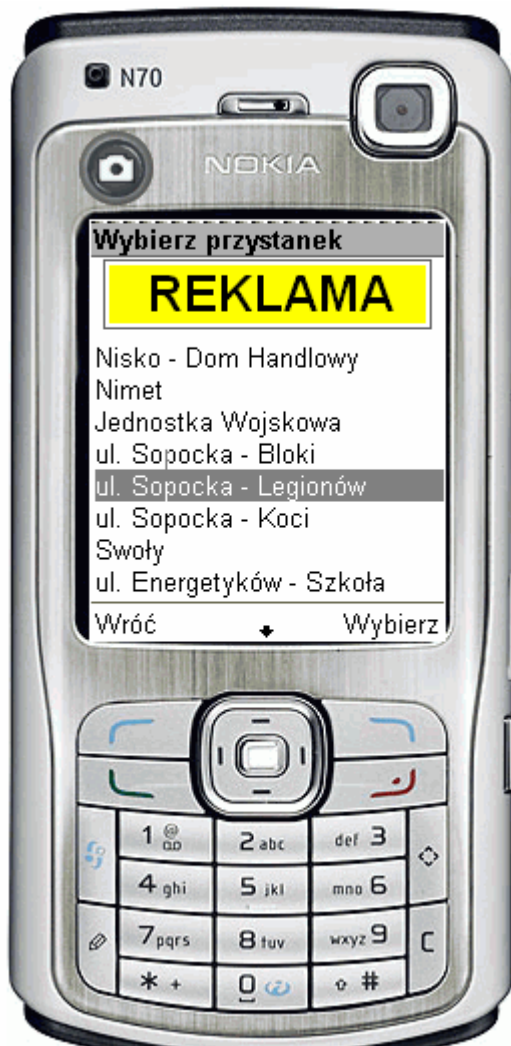 N70
NOKIA
Wybierz przystanek
REKLAMA
Nisko - Dom Handlowy
Nimet
Jednostka Wojskowa
ul. Sopocka - Bloki
ul. Sopocka - Legionów
ul. Sopocka - Koci
Swoły
ul. Energetyków - Szkoła
Wróć Wybierz
1 @ 2 abc def 3
4 ghi 5 jkl mno 6
7 pqrs 8 tuv wxyz 9 C
* + 0 #